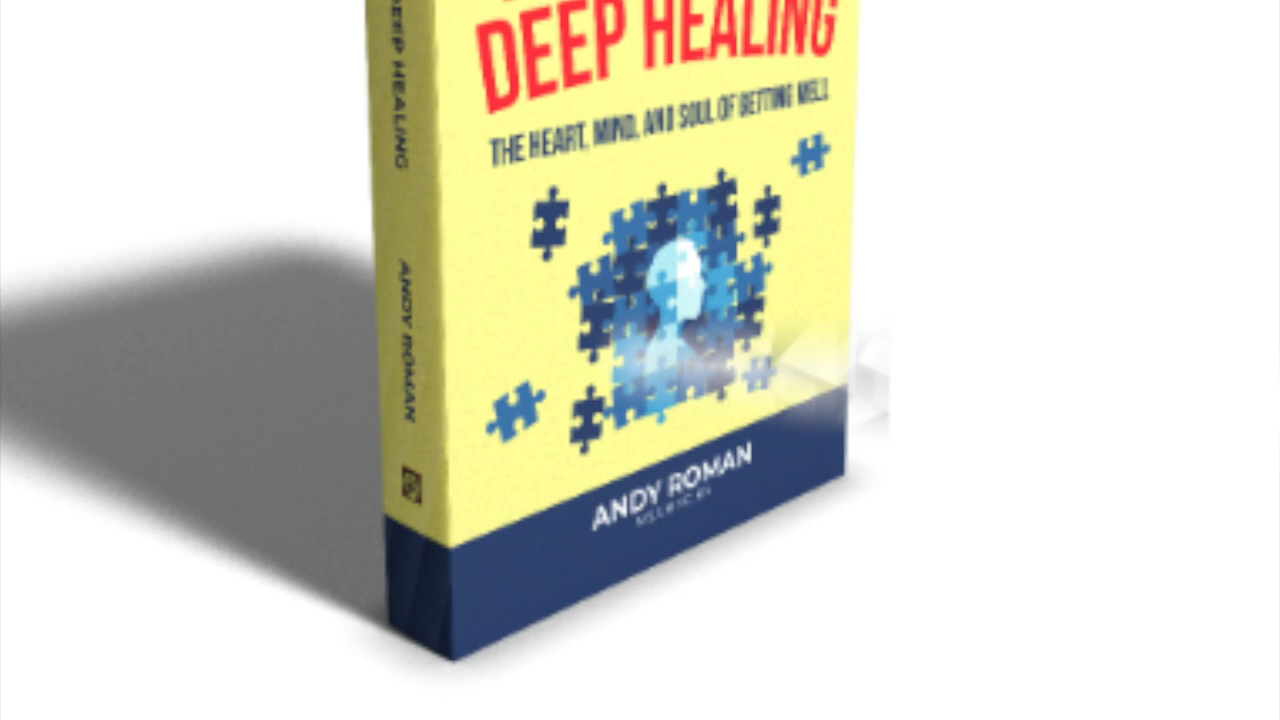 DEEP HEALING
THE HEART, MIND, AND SOUL OF GETTING WELL
ANDY ROMAN
DEEP HEALING
ANDY ROMAN